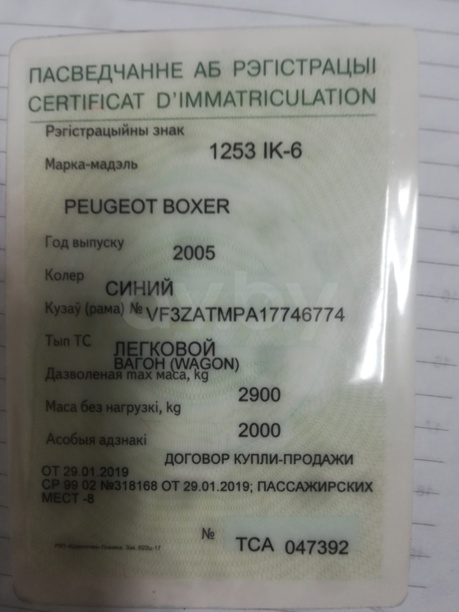 ПАСВЕДЧАННЕ АБ РЭГІСТРАЦЫІ
CERTIFICAT D'IMMATRICULATION
Рэгістрацыйны знак 1253 IK-6
Марка-мадэль
PEUGEOT BOXER
Год выпуску 2005
Колер СИНИЙ
Кузаў (рама) № VF3ZATMPA17746774
Тып ТС ЛЕГКОВОЙ
ВАГОН (WAGON)
Дазволеная max маса, kg 2900
Маса без нагрузкі, kg 2000
Асобыя адзнакі ДОГОВОР КУПЛИ-ПРОДАЖИ
ОТ 29.01.2019
СР 99 02 №318168 ОТ 29.01.2019; ПАССАЖИРСКИХ
МЕСТ -8
№ TCA 047392